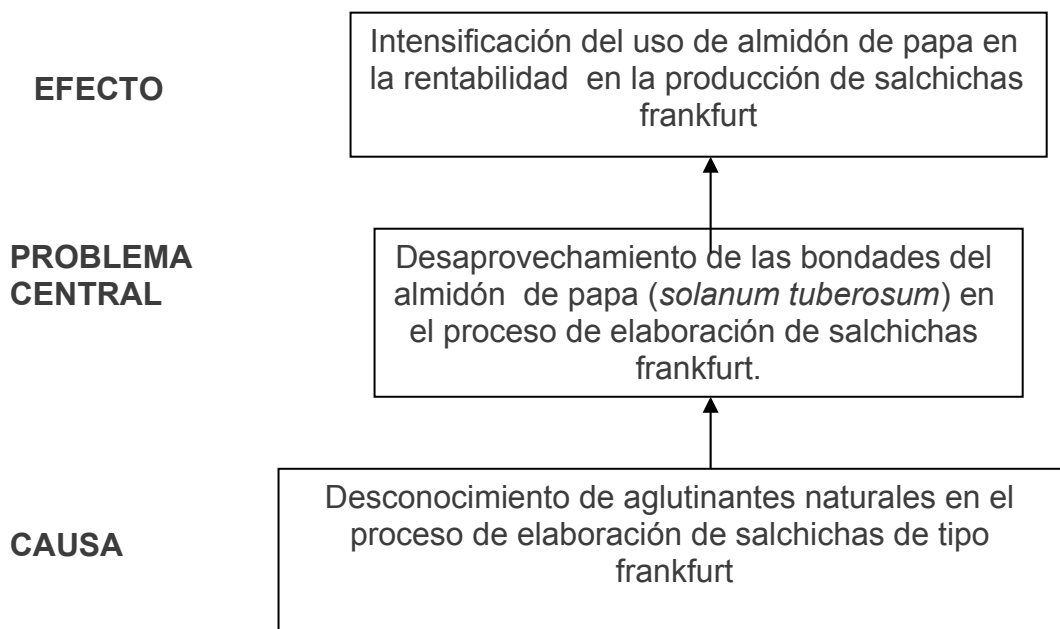 EFECTO
Intensificación del uso de almidón de papa en
la rentabilidad en la producción de salchichas
frankfurt
PROBLEMA
CENTRAL
Desaprovechamiento de las bondades del
almidón de papa (solanum tuberosum) en
el proceso de elaboración de salchichas
frankfurt.
CAUSA
Desconocimiento de aglutinantes naturales en el
proceso de elaboración de salchichas de tipo
frankfurt